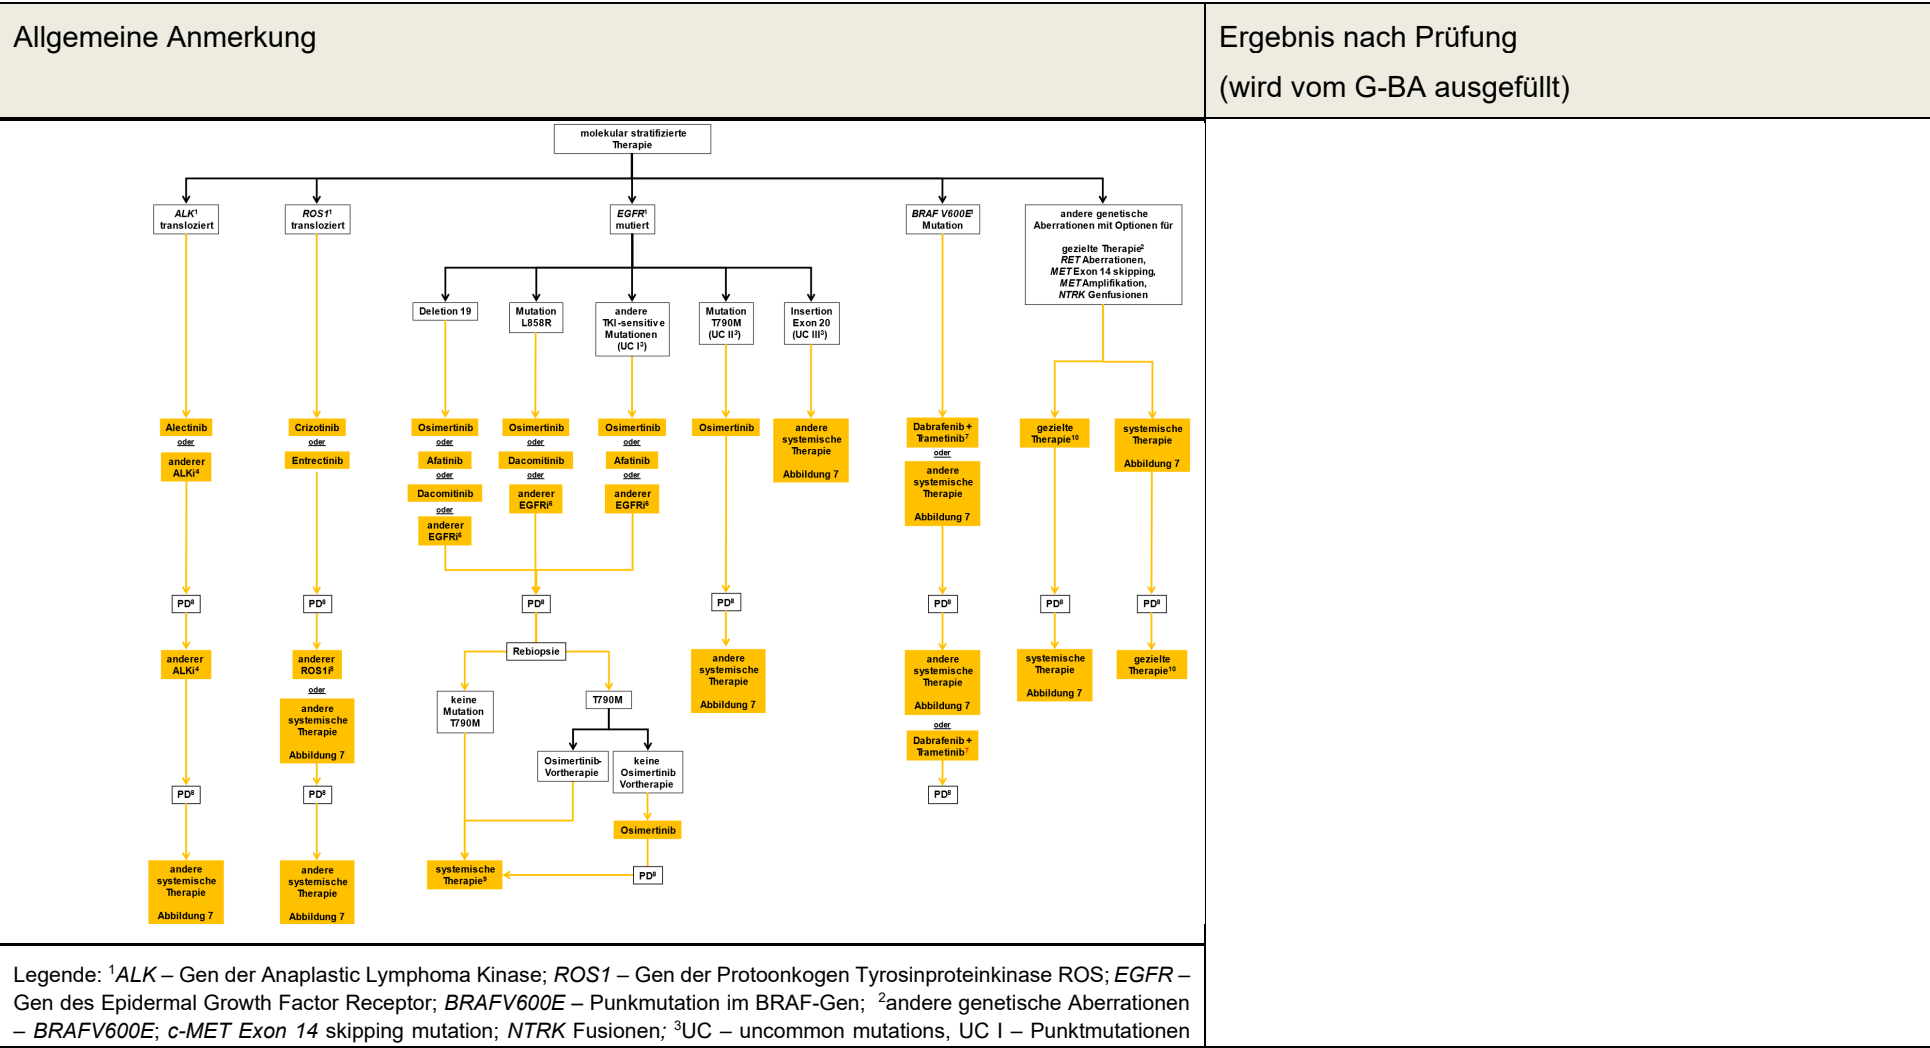 Allgemeine Anmerkung
Ergebnis nach Prüfung
(wird vom G-BA ausgefüllt)
molekular stratifizierte
Therapie
ALK¹
transloziert
ROS1¹
transloziert
EGFR¹
mutiert
BRAF V600E¹
Mutation
andere genetische
Aberrationen mit Optionen für
gezielte Therapie²
RET Aberrationen,
MET Exon 14 skipping,
MET Amplifikation,
NTRK Genfusionen
Deletion 19
Mutation
L858R
andere
TKI-sensitive
Mutationen
(UC I³)
Mutation
T790M
(UC II³)
Insertion
Exon 20
(UC III³)
Alectinib
oder
anderer
ALKi⁴
Crizotinib
oder
Entrectinib
Osimertinib
oder
Afatinib
oder
Dacomitinib
oder
anderer
EGFRi⁶
Osimertinib
oder
Dacomitinib
oder
anderer
EGFRi⁶
Osimertinib
oder
Afatinib
oder
anderer
EGFRi⁶
Osimertinib
andere
systemische
Therapie
Abbildung 7
Dabrafenib +
Trametinib⁷
oder
andere
systemische
Therapie
Abbildung 7
gezielte
Therapie¹⁰
systemische
Therapie
Abbildung 7
PD⁸
PD⁸
PD⁸
PD⁸
PD⁸
PD⁸
PD⁸
anderer
ALKi⁴
anderer
ROS1i⁵
oder
andere
systemische
Therapie
Abbildung 7
Rebiopsie
keine
Mutation
T790M
T790M
Osimertinib-
Vortherapie
keine
Osimertinib
Vortherapie
Osimertinib
andere
systemische
Therapie
Abbildung 7
andere
systemische
Therapie
Abbildung 7
oder
Dabrafenib +
Trametinib⁷
systemische
Therapie
Abbildung 7
gezielte
Therapie¹⁰
PD⁸
PD⁸
PD⁸
PD⁸
andere
systemische
Therapie
Abbildung 7
andere
systemische
Therapie
Abbildung 7
systemische
Therapie⁹
Legende: ¹ALK – Gen der Anaplastic Lymphoma Kinase; ROS1 – Gen der Protoonkogen Tyrosinproteinkinase ROS; EGFR –
Gen des Epidermal Growth Factor Receptor; BRAFV600E – Punkmutation im BRAF-Gen; ²andere genetische Aberrationen
– BRAFV600E; c-MET Exon 14 skipping mutation; NTRK Fusionen; ³UC – uncommon mutations, UC I – Punktmutationen